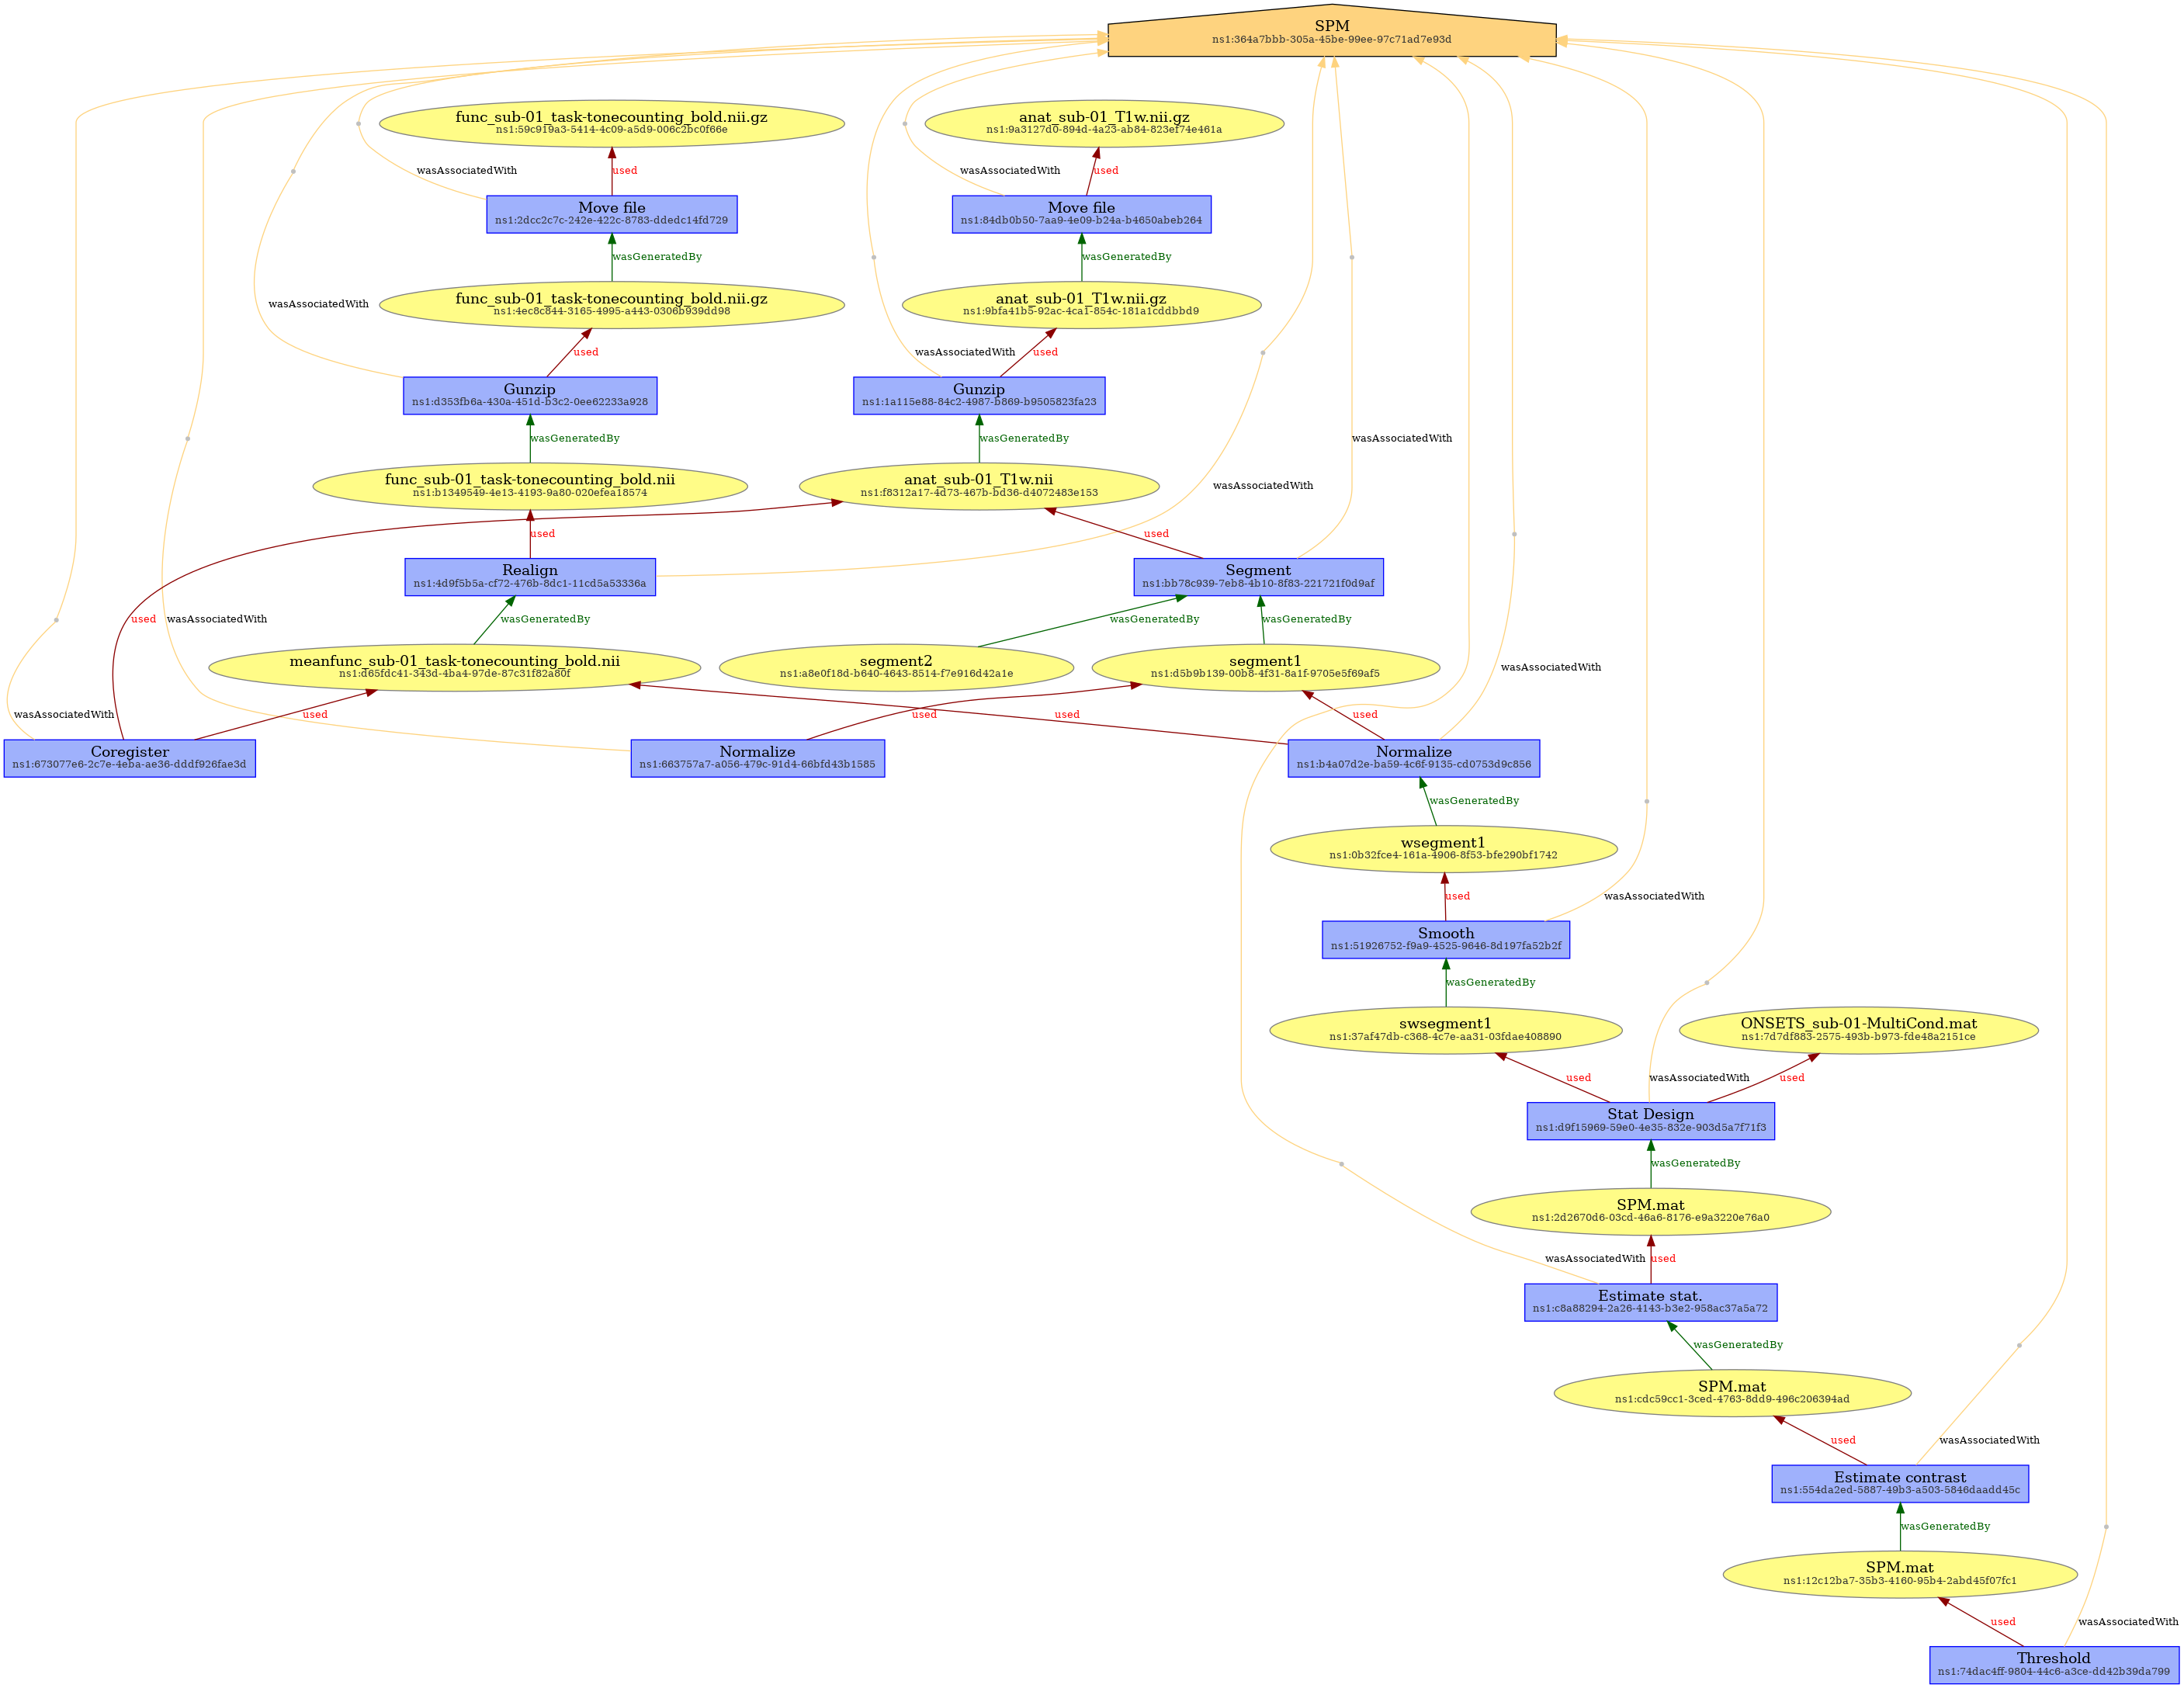 SPM
ns1:364a7bbb-305a-45be-99ee-97c71ad7e93d
func_sub-01_task-tonecounting_bold.nii.gz
ns1:59c919a3-5414-4c09-a5d9-006c2bc0f66e
anat_sub-01_T1w.nii.gz
ns1:9a3127d0-894d-4a23-ab84-823ef74e461a
wasAssociatedWith
used
wasAssociatedWith
used
Move file
ns1:2dcc2c7c-242e-422c-8783-ddedc14fd729
Move file
ns1:84db0b50-7aa9-4e09-b24a-b4650abeb264
wasGeneratedBy
wasGeneratedBy
func_sub-01_task-tonecounting_bold.nii.gz
ns1:4ec8c844-3165-4995-a443-0306b939dd98
anat_sub-01_T1w.nii.gz
ns1:9bfa41b5-92ac-4ca1-854c-181a1cddbbd9
wasAssociatedWith
used
wasAssociatedWith
used
Gunzip
ns1:d353fb6a-430a-451d-b3c2-0ee62233a928
Gunzip
ns1:1a115e88-84c2-4987-b869-b9505823fa23
wasGeneratedBy
wasGeneratedBy
wasAssociatedWith
func_sub-01_task-tonecounting_bold.nii
ns1:b1349549-4e13-4193-9a80-020efea18574
anat_sub-01_T1w.nii
ns1:f8312a17-4d73-467b-bd36-d4072483e153
wasAssociatedWith
used
used
Realign
ns1:4d9f5b5a-cf72-476b-8dc1-11cd5a53336a
Segment
ns1:bb78c939-7eb8-4b10-8f83-221721f0d9af
used
wasAssociatedWith
wasGeneratedBy
wasGeneratedBy
wasGeneratedBy
meanfunc_sub-01_task-tonecounting_bold.nii
ns1:d65fdc41-343d-4ba4-97de-87c31f82a80f
segment2
ns1:a8e0f18d-b640-4643-8514-f7e916d42a1e
segment1
ns1:d5b9b139-00b8-4f31-8a1f-9705e5f69af5
wasAssociatedWith
wasAssociatedWith
used
used
used
used
Coregister
ns1:673077e6-2c7e-4eba-ae36-dddf926fae3d
Normalize
ns1:663757a7-a056-479c-91d4-66bfd43b1585
Normalize
ns1:b4a07d2e-ba59-4c6f-9135-cd0753d9c856
wasGeneratedBy
wsegment1
ns1:0b32fce4-161a-4906-8f53-bfe290bf1742
used
wasAssociatedWith
Smooth
ns1:51926752-f9a9-4525-9646-8d197fa52b2f
wasGeneratedBy
swsegment1
ns1:37af47db-c368-4c7e-aa31-03fdae408890
ONSETS_sub-01-MultiCond.mat
ns1:7d7df883-2575-493b-b973-fde48a2151ce
used
wasAssociatedWith
used
Stat Design
ns1:d9f15969-59e0-4e35-832e-903d5a7f71f3
wasGeneratedBy
SPM.mat
ns1:2d2670d6-03cd-46a6-8176-e9a3220e76a0
wasAssociatedWith
used
Estimate stat.
ns1:c8a88294-2a26-4143-b3e2-958ac37a5a72
wasGeneratedBy
SPM.mat
ns1:cdc59cc1-3ced-4763-8dd9-496c206394ad
used
wasAssociatedWith
Estimate contrast
ns1:554da2ed-5887-49b3-a503-5846daadd45c
wasGeneratedBy
SPM.mat
ns1:12c12ba7-35b3-4160-95b4-2abd45f07fc1
used
wasAssociatedWith
Threshold
ns1:74dac4ff-9804-44c6-a3ce-dd42b39da799